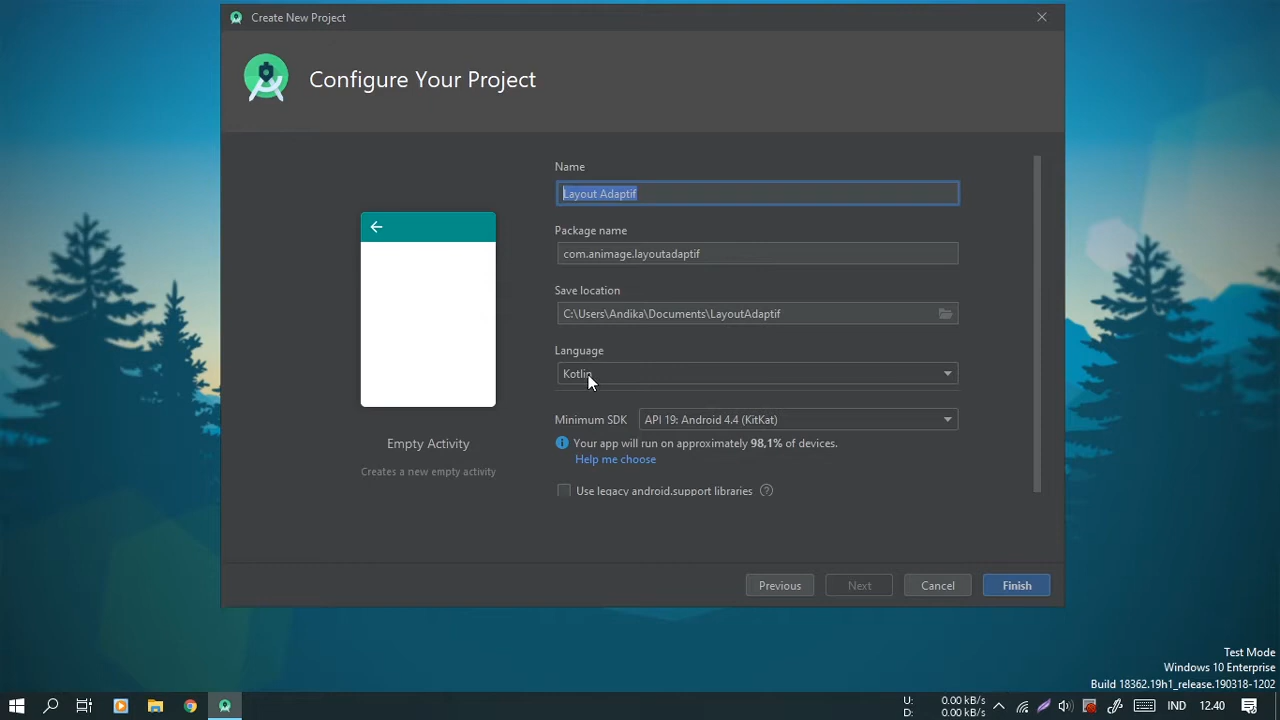 Create New Project
Configure Your Project
Name
Layout Adaptif
Package name
com.animage.layoutadaptif
Save location
C:\Users\Andika\Documents\LayoutAdaptif
Language
Kotlin
Minimum SDK
API 19: Android 4.4 (KitKat)
Your app will run on approximately 98,1% of devices.
Help me choose
Use legacy android.support libraries
Empty Activity
Creates a new empty activity
Previous
Next
Cancel
Finish
Test Mode
Windows 10 Enterprise
Build 18362.19h1_release.190318-1202
U: 0.00 kB/s
D: 0.00 kB/s
IND
12.40